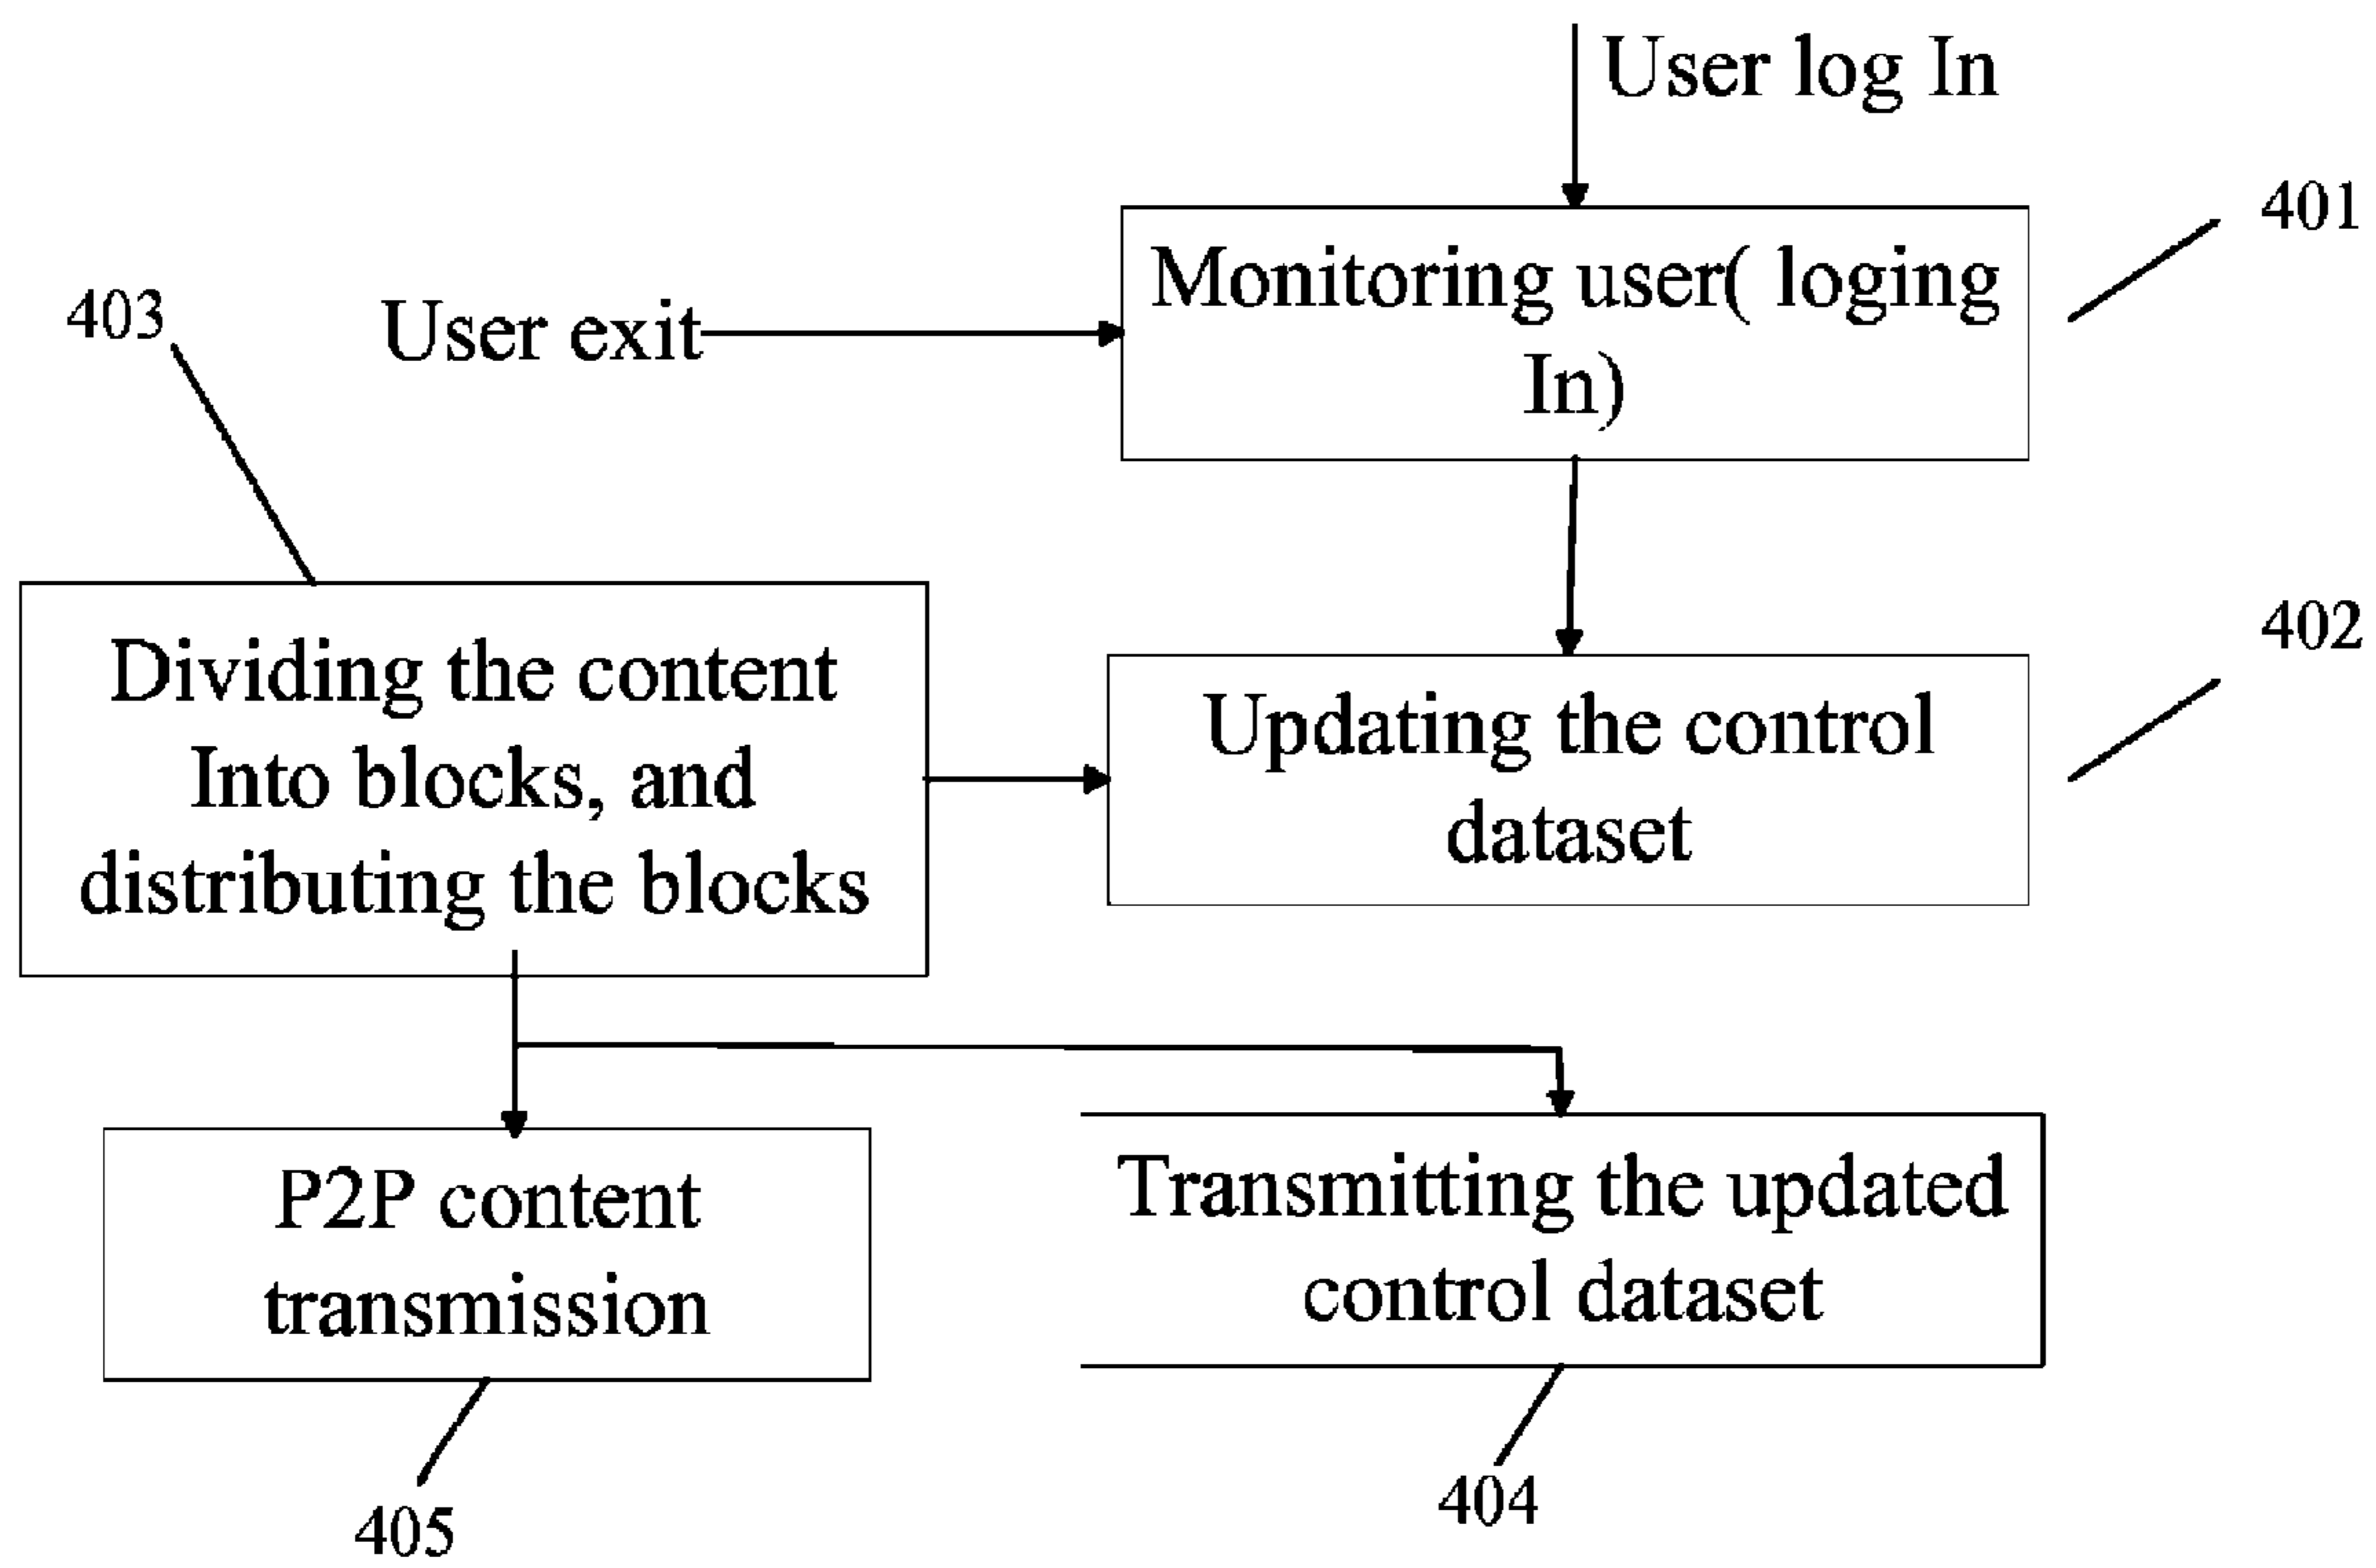 User log In
401
Monitoring user( loging
In)
403
User exit
402
Dividing the content
Into blocks, and
distributing the blocks
Updating the control
dataset
P2P content
transmission
Transmitting the updated
control dataset
404
405